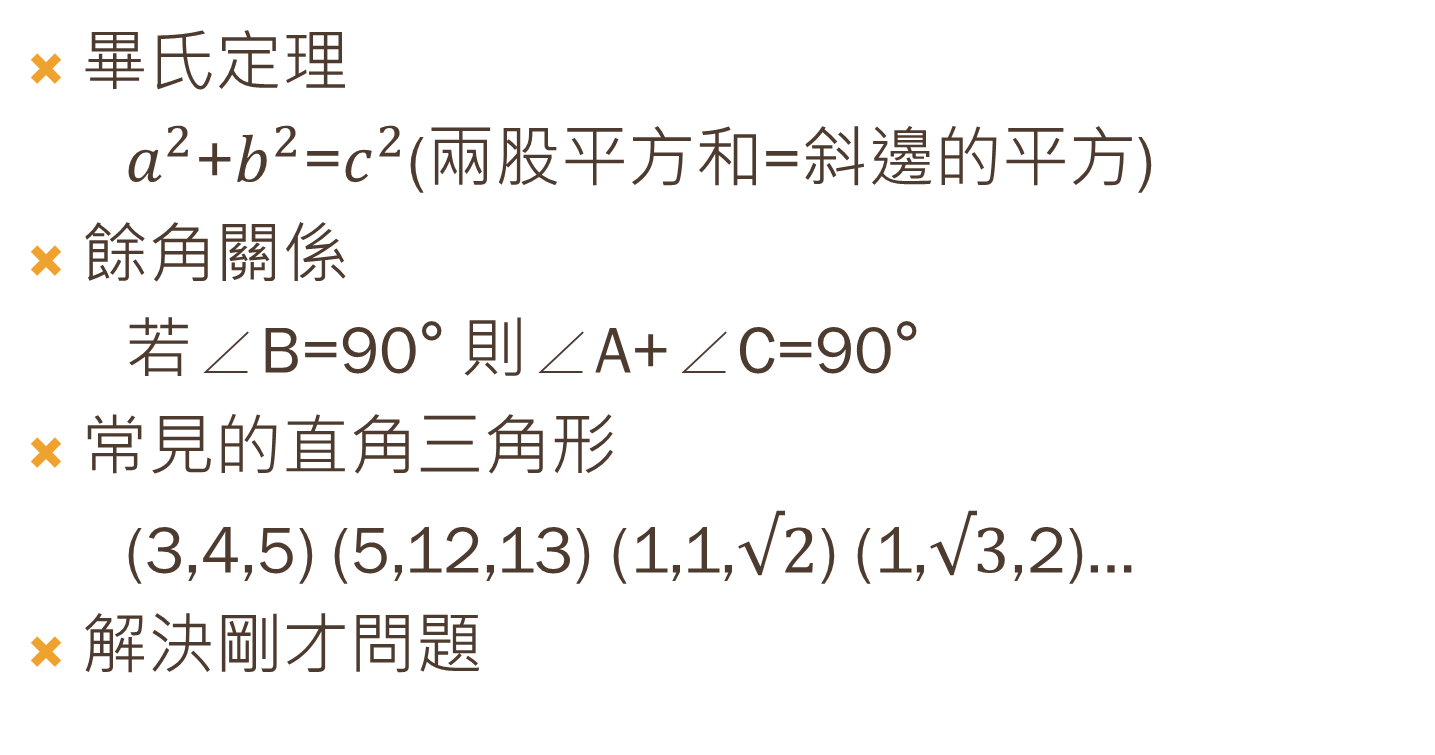 畢氏定理
a²+b²=c²(兩股平方和=斜邊的平方)
餘角關係
若∠B=90° 則∠A+∠C=90°
常見的直角三角形
(3,4,5) (5,12,13) (1,1,√2) (1,√3,2)...
解決剛才問題